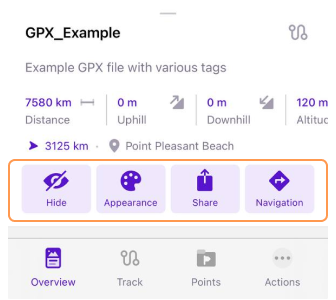 GPX_Example
Example GPX file with various tags
7580 km 0 m 0 m 120 m
Distance Uphill Downhill
3125 km · Point Pleasant Beach
Hide Appearance Share Navigation
Overview Track Points Actions